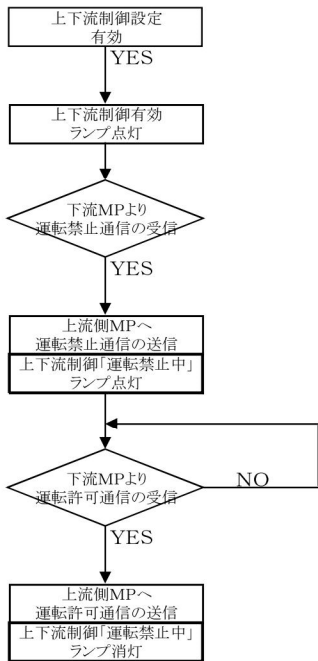 上下流制御設定
有効
YES
上下流制御有効
ランプ点灯
下流MPより
運転禁止通信の受信
YES
上流側MPへ
運転禁止通信の送信
上下流制御「運転禁止中」
ランプ点灯
下流MPより
運転許可通信の受信
NO
YES
上流側MPへ
運転許可通信の送信
上下流制御「運転禁止中」
ランプ消灯